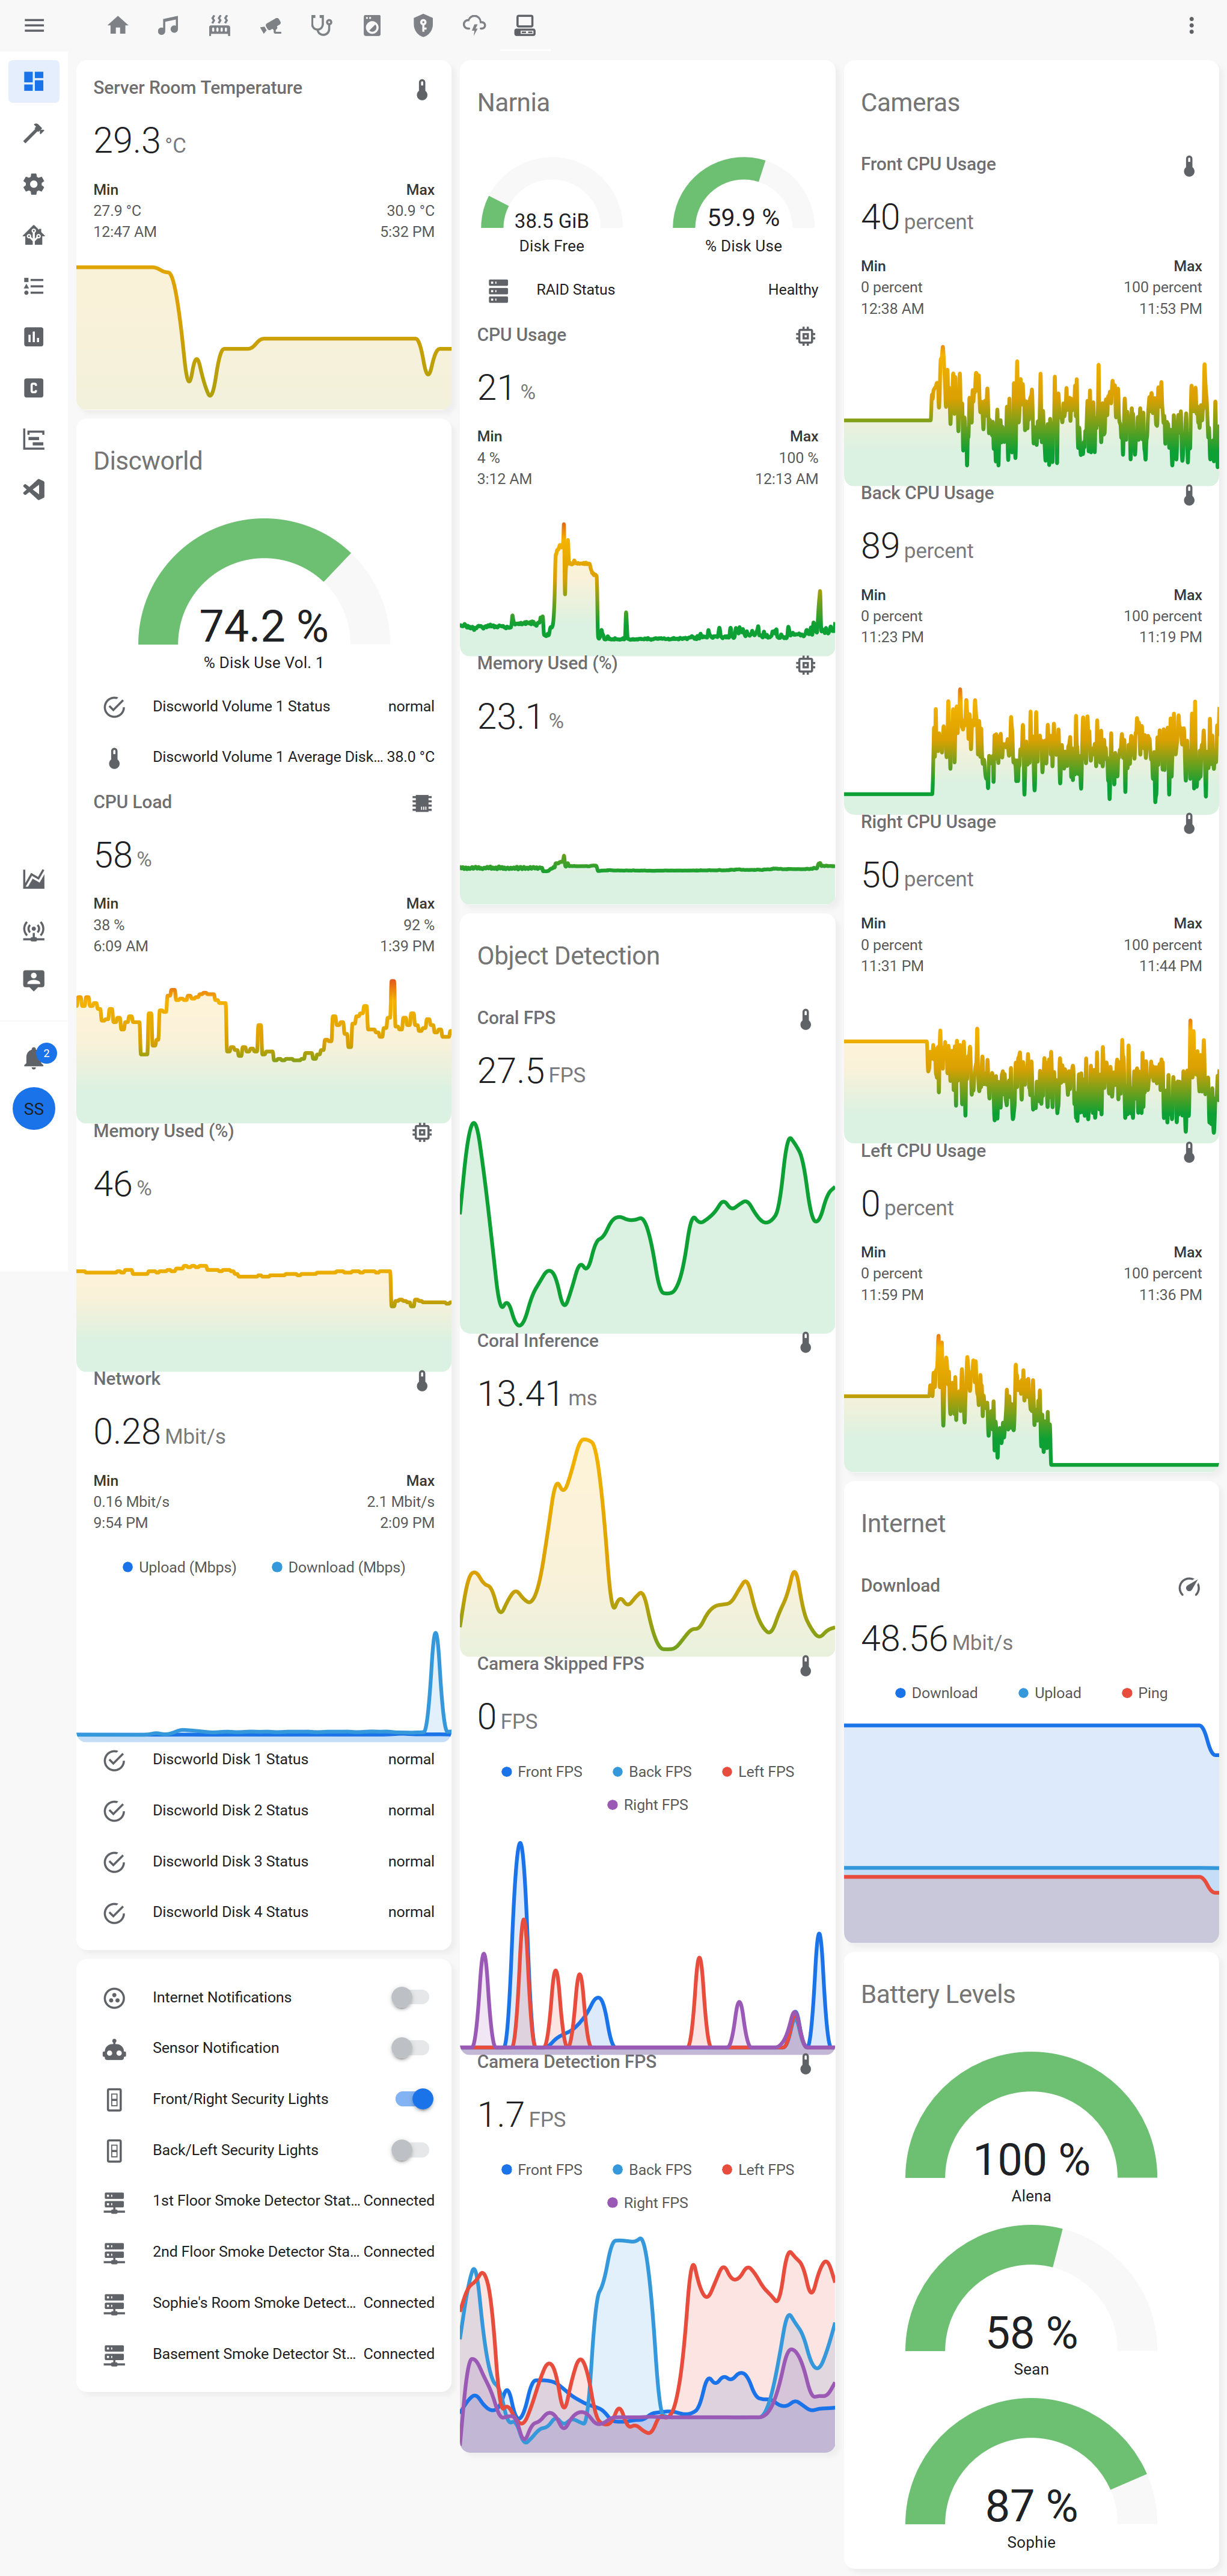 Server Room Temperature
29.3 °C
Min Max
27.9 °C 30.9 °C
12:47 AM 5:32 PM
Discworld
74.2 %
% Disk Use Vol. 1
Discworld Volume 1 Status normal
Discworld Volume 1 Average Disk... 38.0 °C
CPU Load
58 %
Min Max
38 % 92 %
6:09 AM 1:39 PM
Memory Used (%)
46 %
Network
0.28 Mbit/s
Min Max
0.16 Mbit/s 2.1 Mbit/s
9:54 PM 2:09 PM
Upload (Mbps) Download (Mbps)
Discworld Disk 1 Status normal
Discworld Disk 2 Status normal
Discworld Disk 3 Status normal
Discworld Disk 4 Status normal
Internet Notifications
Sensor Notification
Front/Right Security Lights
Back/Left Security Lights
1st Floor Smoke Detector Stat... Connected
2nd Floor Smoke Detector Sta... Connected
Sophie's Room Smoke Detect... Connected
Basement Smoke Detector St... Connected
Narnia
38.5 GiB
Disk Free
59.9 %
% Disk Use
RAID Status Healthy
CPU Usage
21 %
Min Max
4 % 100 %
3:12 AM 12:13 AM
Memory Used (%)
23.1 %
Object Detection
Coral FPS
27.5 FPS
Coral Inference
13.41 ms
Camera Skipped FPS
0 FPS
Front FPS Back FPS Left FPS
Right FPS
Camera Detection FPS
1.7 FPS
Front FPS Back FPS Left FPS
Right FPS
Cameras
Front CPU Usage
40 percent
Min Max
0 percent 100 percent
12:38 AM 11:53 PM
Back CPU Usage
89 percent
Min Max
0 percent 100 percent
11:23 PM 11:19 PM
Right CPU Usage
50 percent
Min Max
0 percent 100 percent
11:31 PM 11:44 PM
Left CPU Usage
0 percent
Min Max
0 percent 100 percent
11:59 PM 11:36 PM
Internet
Download
48.56 Mbit/s
Download Upload Ping
Battery Levels
100 %
Alena
58 %
Sean
87 %
Sophie
C
2
SS